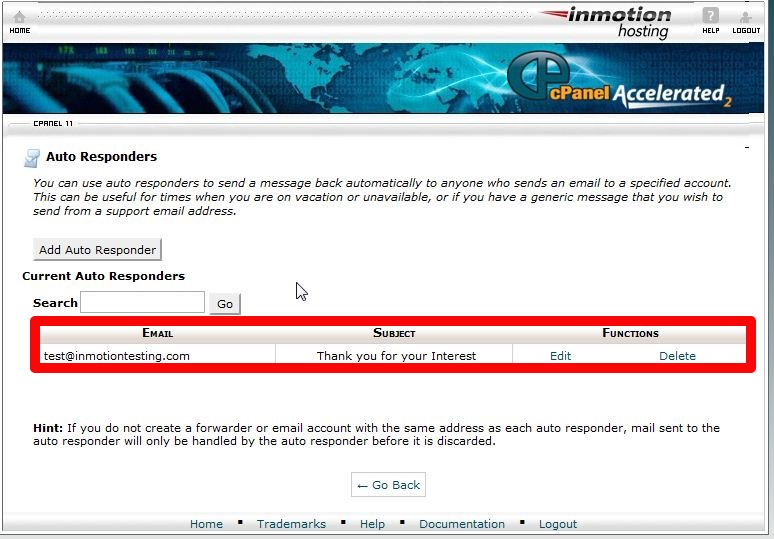 inmotion
hosting
HOME
HELP
LOGOUT
cPanel Accelerated2
CPANEL 11
Auto Responders
You can use auto responders to send a message back automatically to anyone who sends an email to a specified account.
This can be useful for times when you are on vacation or unavailable, or if you have a generic message that you wish to
send from a support email address.
Add Auto Responder
Current Auto Responders
Search Go
EMAIL SUBJECT FUNCTIONS
test@inmotiontesting.com Thank you for your Interest Edit Delete
Hint: If you do not create a forwarder or email account with the same address as each auto responder, mail sent to the
auto responder will only be handled by the auto responder before it is discarded.
← Go Back
Home ▪ Trademarks ▪ Help ▪ Documentation ▪ Logout